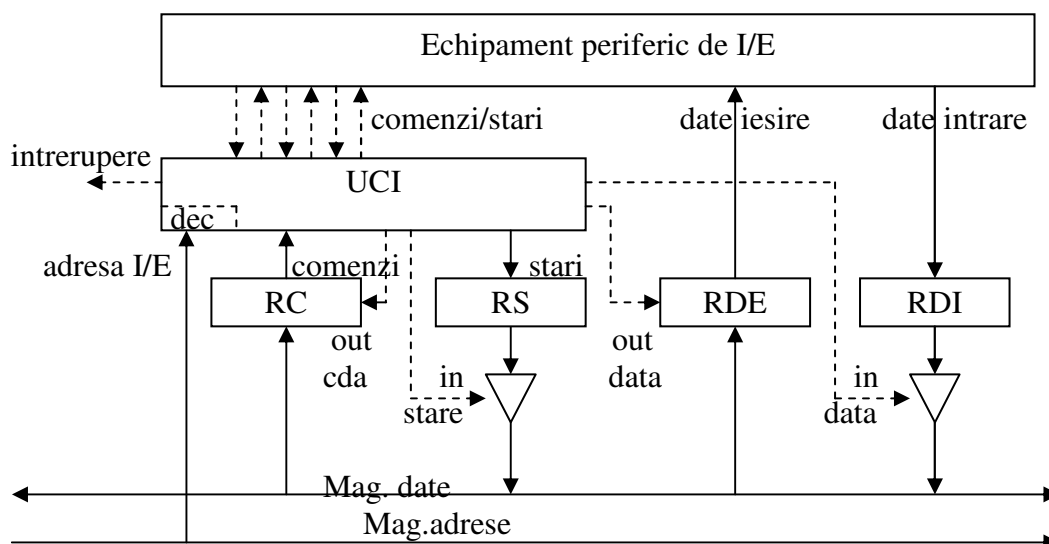 Echipament periferic de I/E
comenzi/stari
date iesire
date intrare
intrerupere
UCI
dec
adresa I/E
comenzi
stari
RC
RS
RDE
RDI
out
cda
in
stare
out
data
in
data
Mag. date
Mag.adrese